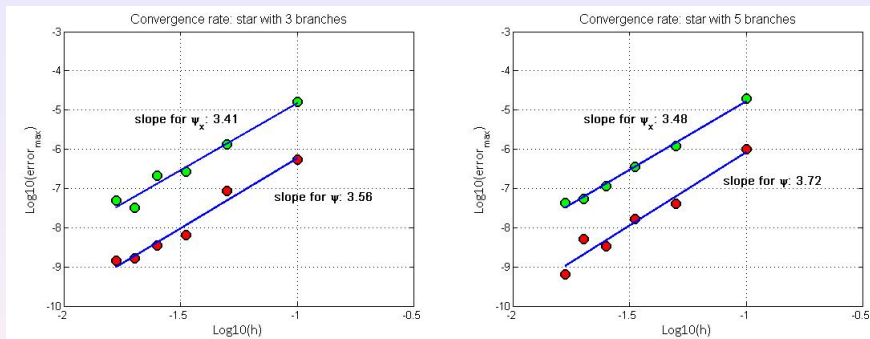 Convergence rate: star with 3 branches
-3
-4
-5
-6
-7
-8
-9
-10
Log10(error_max)
slope for ψ_x: 3.41
slope for ψ: 3.56
-2
-1.5
-1
-0.5
Log10(h)
Convergence rate: star with 5 branches
-3
-4
-5
-6
-7
-8
-9
-10
Log10(error_max)
slope for ψ_x: 3.48
slope for ψ: 3.72
-2
-1.5
-1
-0.5
Log10(h)